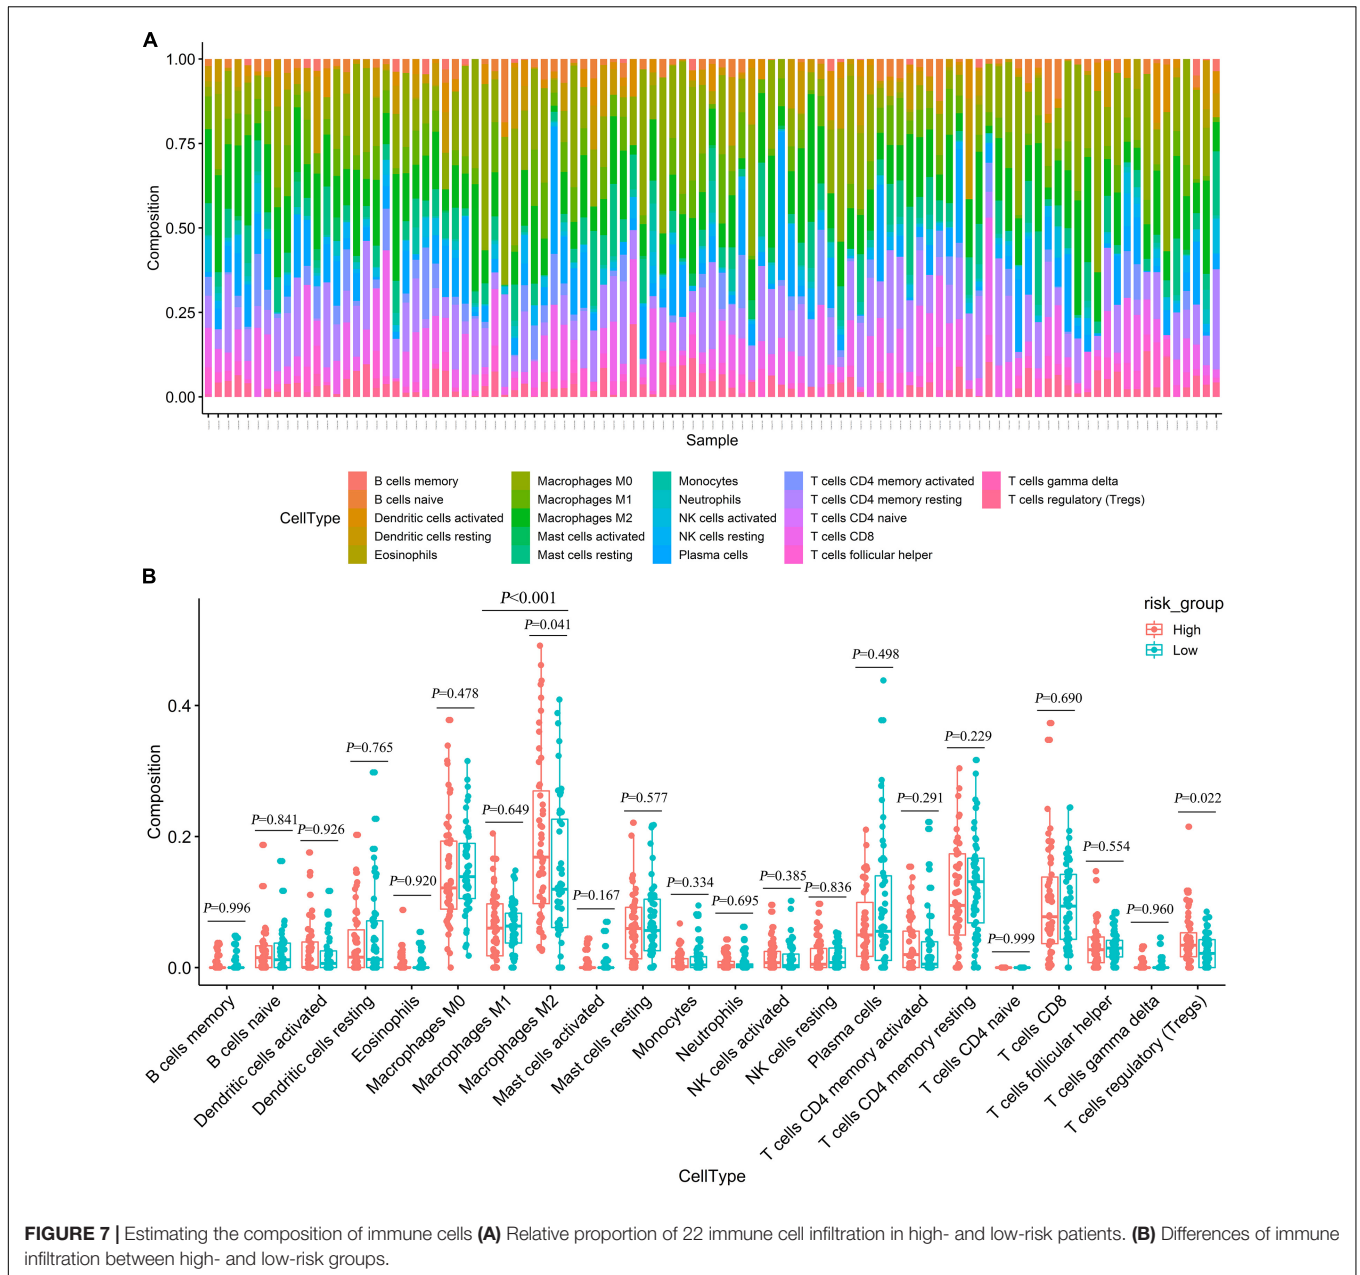 A
1.00
0.75
0.50
0.25
0.00
Composition
Sample
CellType
B cells memory
B cells naive
Dendritic cells activated
Dendritic cells resting
Eosinophils
Macrophages M0
Macrophages M1
Macrophages M2
Mast cells activated
Mast cells resting
Monocytes
Neutrophils
NK cells activated
NK cells resting
Plasma cells
T cells CD4 memory activated
T cells CD4 memory resting
T cells CD4 naive
T cells CD8
T cells follicular helper
T cells gamma delta
T cells regulatory (Tregs)
B
P<0.001
risk_group
High
Low
0.4
0.2
0.0
Composition
P=0.996
P=0.841
P=0.926
P=0.765
P=0.920
P=0.478
P=0.649
P=0.041
P=0.167
P=0.577
P=0.334
P=0.695
P=0.385
P=0.836
P=0.498
P=0.291
P=0.229
P=0.999
P=0.690
P=0.554
P=0.960
P=0.022
B cells memory
B cells naive
Dendritic cells activated
Dendritic cells resting
Eosinophils
Macrophages M0
Macrophages M1
Macrophages M2
Mast cells activated
Mast cells resting
Monocytes
Neutrophils
NK cells activated
NK cells resting
Plasma cells
T cells CD4 memory activated
T cells CD4 memory resting
T cells CD4 naive
T cells CD8
T cells follicular helper
T cells gamma delta
T cells regulatory (Tregs)
CellType
FIGURE 7 | Estimating the composition of immune cells (A) Relative proportion of 22 immune cell infiltration in high- and low-risk patients. (B) Differences of immune
infiltration between high- and low-risk groups.